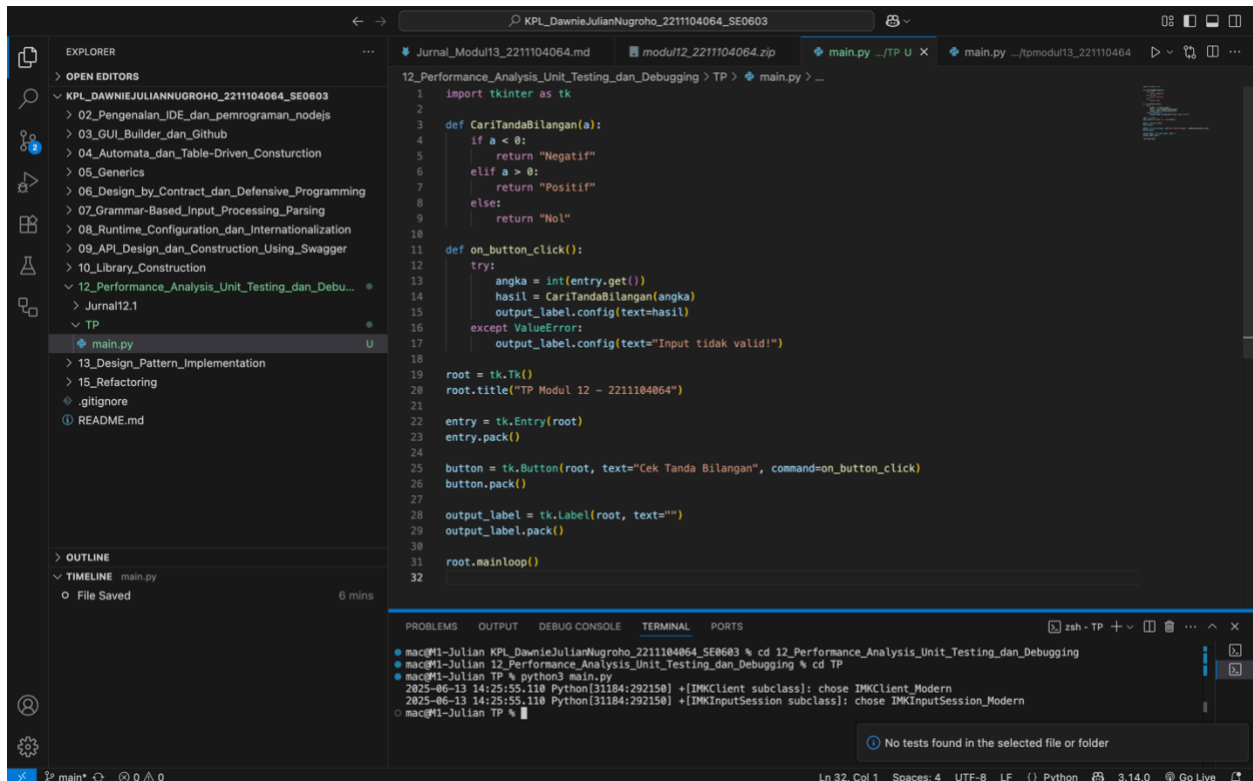 KPL_DawnieJulianNugroho_2211104064_SE0603
EXPLORER
OPEN EDITORS
KPL_DAWNIEJULIANNUGROHO_2211104064_SE0603
02_Pengenalan_IDE_dan_pemrograman_nodejs
03_GUI_Builder_dan_Github
04_Automata_dan_Table-Driven_Consturction
05_Generics
06_Design_by_Contract_dan_Defensive_Programming
07_Grammar-Based_Input_Processing_Parsing
08_Runtime_Configuration_dan_Internationalization
09_API_Design_dan_Construction_Using_Swagger
10_Library_Construction
12_Performance_Analysis_Unit_Testing_dan_Debu...
Jurnal12.1
TP
main.py U
13_Design_Pattern_Implementation
15_Refactoring
.gitignore
README.md
OUTLINE
TIMELINE main.py
File Saved 6 mins
2
Jurnal_Modul13_2211104064.md modul12_2211104064.zip main.py .../TP U main.py .../tpmodul13_221110464
12_Performance_Analysis_Unit_Testing_dan_Debugging > TP > main.py > ...
1 import tkinter as tk
2
3 def CariTandaBilangan(a):
4 if a < 0:
5 return "Negatif"
6 elif a > 0:
7 return "Positif"
8 else:
9 return "Nol"
10
11 def on_button_click():
12 try:
13 angka = int(entry.get())
14 hasil = CariTandaBilangan(angka)
15 output_label.config(text=hasil)
16 except ValueError:
17 output_label.config(text="Input tidak valid!")
18
19 root = tk.Tk()
20 root.title("TP Modul 12 – 2211104064")
21
22 entry = tk.Entry(root)
23 entry.pack()
24
25 button = tk.Button(root, text="Cek Tanda Bilangan", command=on_button_click)
26 button.pack()
27
28 output_label = tk.Label(root, text="")
29 output_label.pack()
30
31 root.mainloop()
32
PROBLEMS OUTPUT DEBUG CONSOLE TERMINAL PORTS zsh - TP
mac@M1-Julian KPL_DawnieJulianNugroho_2211104064_SE0603 % cd 12_Performance_Analysis_Unit_Testing_dan_Debugging
mac@M1-Julian 12_Performance_Analysis_Unit_Testing_dan_Debugging % cd TP
mac@M1-Julian TP % python3 main.py
2025-06-13 14:25:55.110 Python[31184:292150] +[IMKClient subclass]: chose IMKClient_Modern
2025-06-13 14:25:55.110 Python[31184:292150] +[IMKInputSession subclass]: chose IMKInputSession_Modern
mac@M1-Julian TP %
No tests found in the selected file or folder
main* 0 0 Ln 32, Col 1 Spaces: 4 UTF-8 LF {} Python 3.14.0 Go Live